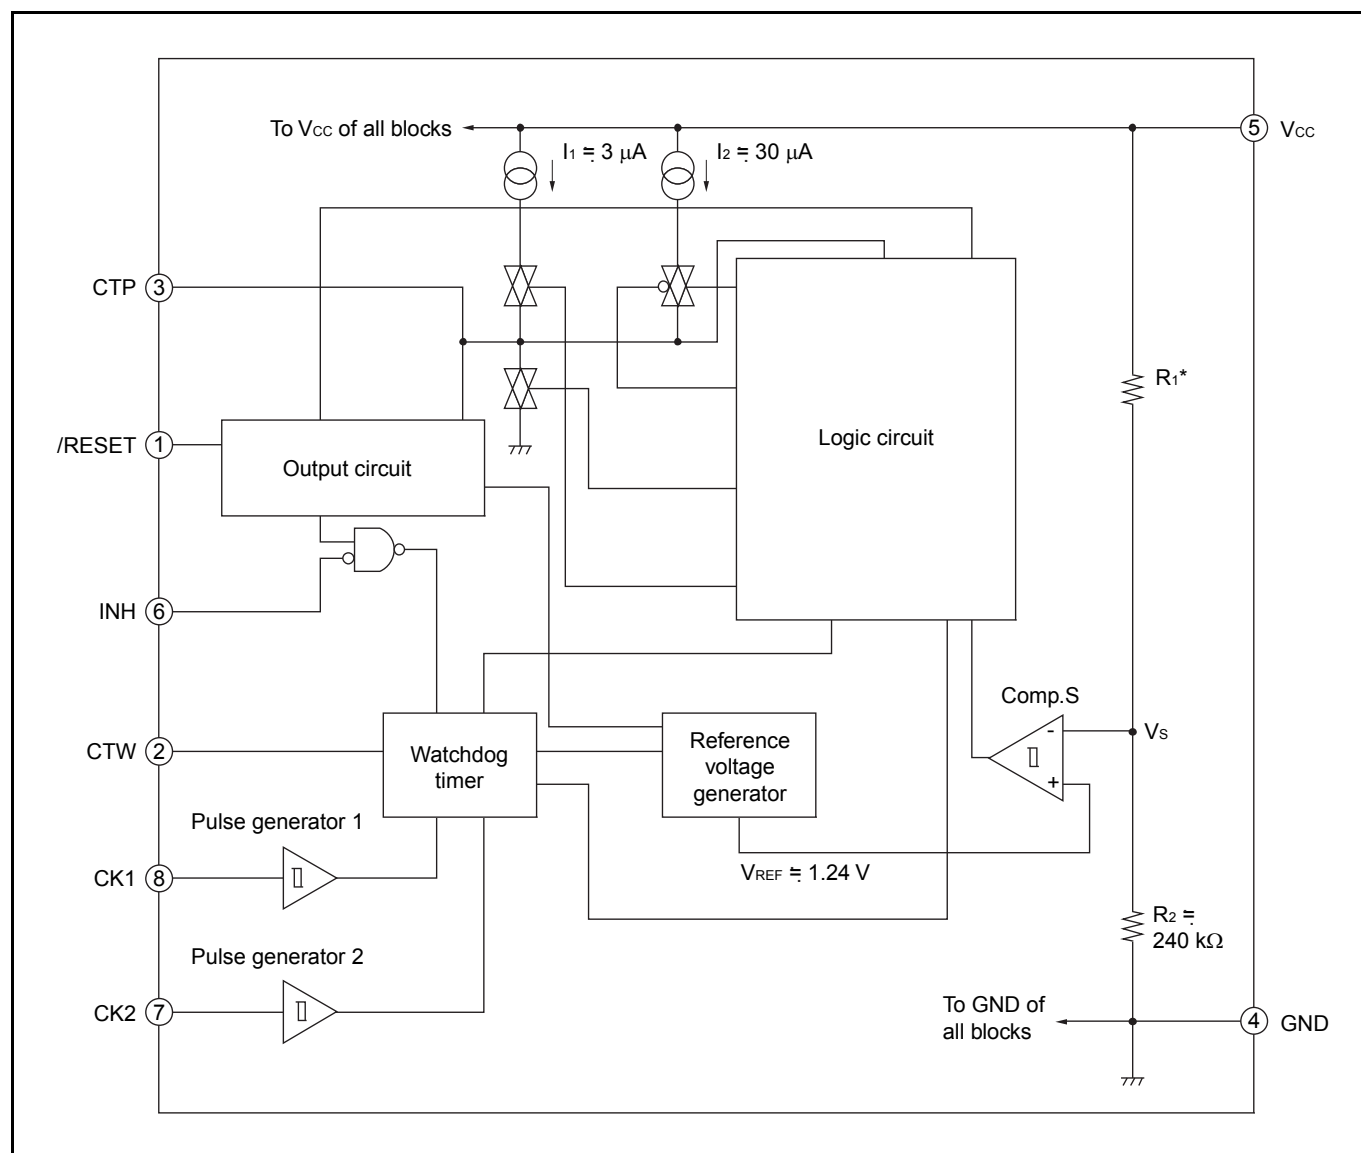 To VCC of all blocks
I1 ≒ 3 μA
I2 ≒ 30 μA
5
VCC
CTP
3
R1*
/RESET
1
Output circuit
Logic circuit
INH
6
Comp.S
-
+
VS
CTW
2
Watchdog
timer
Reference
voltage
generator
Pulse generator 1
CK1
8
VREF ≒ 1.24 V
R2 ≒
240 kΩ
Pulse generator 2
CK2
7
To GND of
all blocks
4
GND